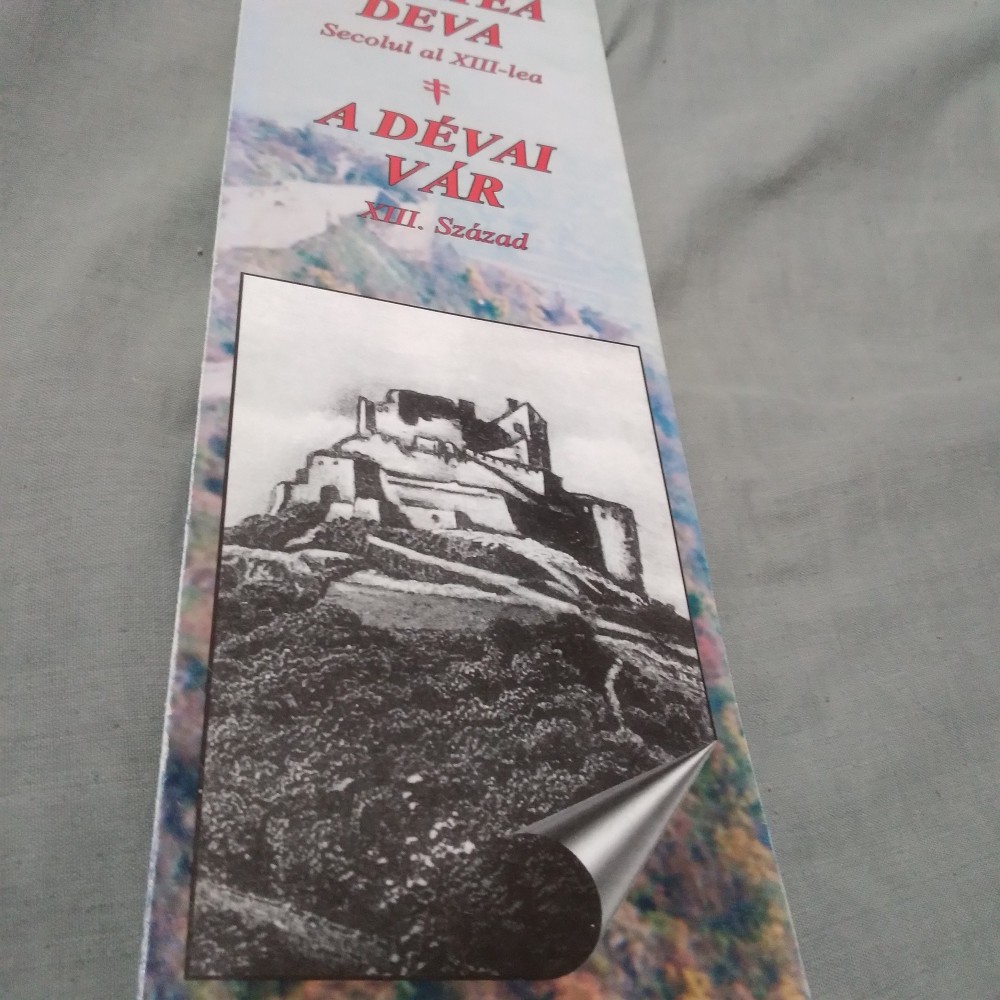 DEVA
Secolul al XIII-lea
A DÉVAI
VÁR
XIII. Század